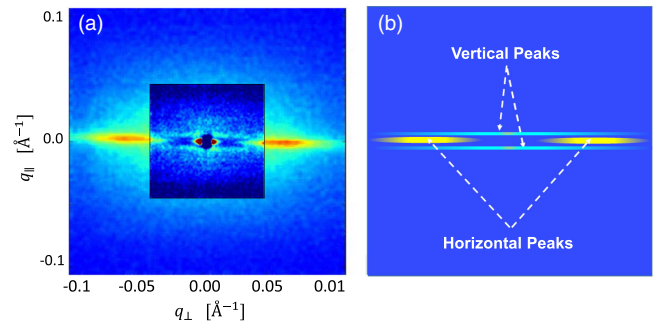 (a)
(b)
0.1
0.0
-0.1
q∥ [Å⁻¹]
-0.1 -0.05 0.00 0.05 0.01
q⊥ [Å⁻¹]
Vertical Peaks
Horizontal Peaks